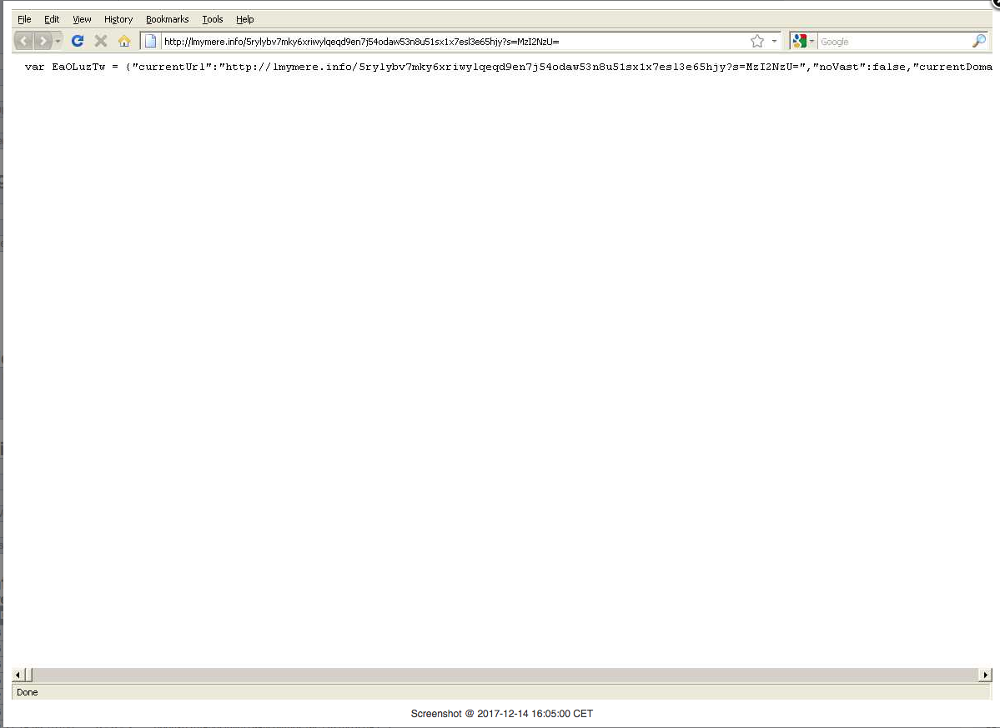 File Edit View History Bookmarks Tools Help
http://lmymere.info/5rylybv7mky6xriwylqeqd9en7j54odaw53n8u51sx1x7esl3e65hjy?s=MzI2NzU= Google
var EaOLuzTw = {"currentUrl":"http://lmymere.info/5rylybv7mky6xriwylqeqd9en7j54odaw53n8u51sx1x7esl3e65hjy?s=MzI2NzU=","noVast":false,"currentDoma
Done
Screenshot @ 2017-12-14 16:05:00 CET